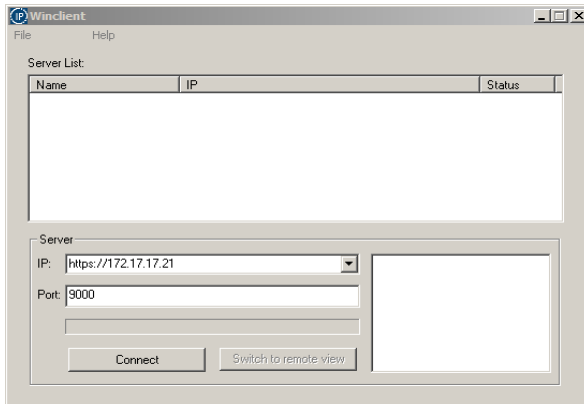 IP Winclient
File Help
Server List:
Name IP Status
Server
IP: https://172.17.17.21
Port: 9000
Connect Switch to remote view